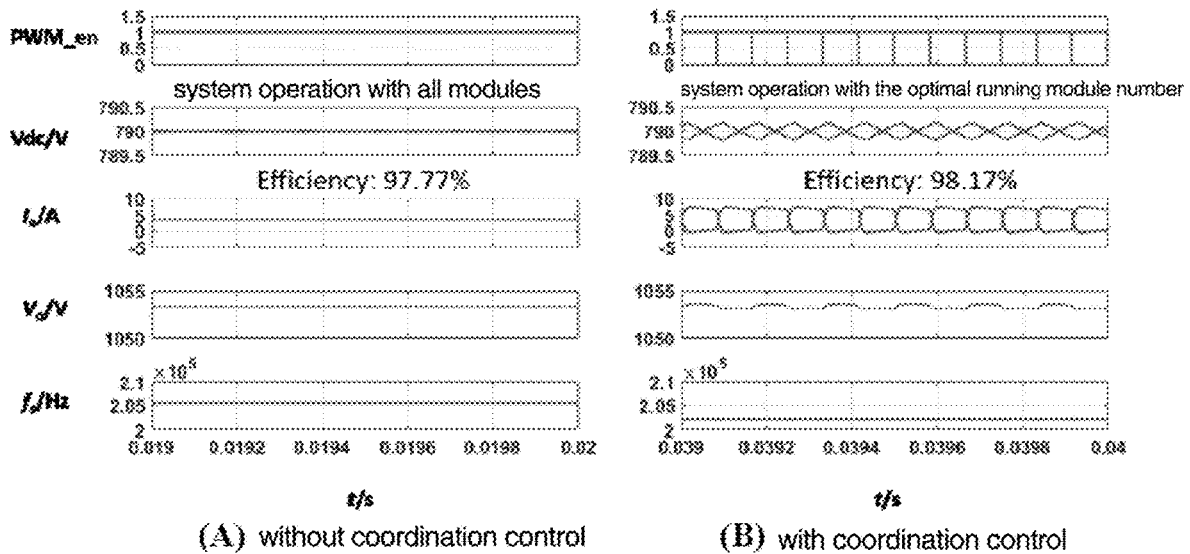 PWM_en
1.5
1
0.5
0
1.5
1
0.5
0
system operation with all modules
system operation with the optimal running module number
Vdc/V
790.5
790
789.5
790.5
790
789.5
Efficiency: 97.77%
Efficiency: 98.17%
10
5
0
-5
10
5
0
-5
1055
1050
1055
1050
× 10^5
2.1
2.05
2
× 10^5
2.1
2.05
2
0.019 0.0192 0.0194 0.0196 0.0198 0.02
0.039 0.0392 0.0394 0.0396 0.0398 0.04
t/s
t/s
(A) without coordination control
(B) with coordination control